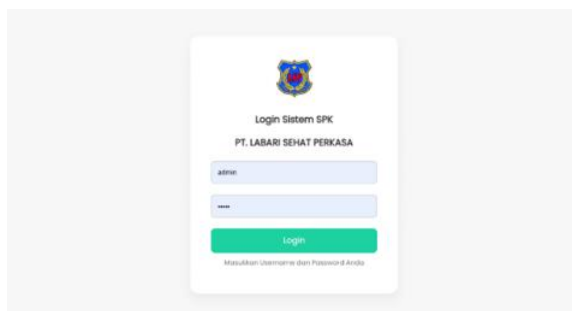 Login Sistem SPK
PT. LABARI SEHAT PERKASA
admin
•••••
Login
Masukkan Username dan Password Anda